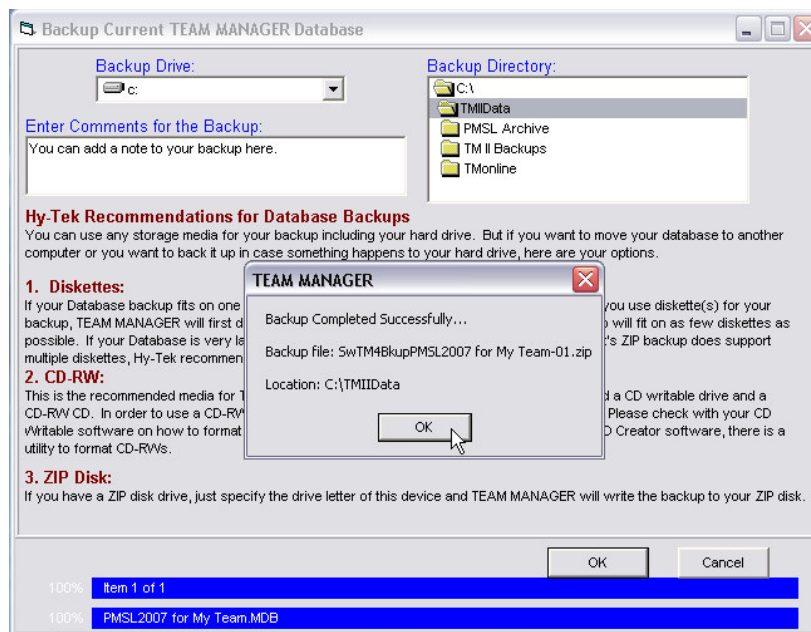 Backup Current TEAM MANAGER Database
Backup Drive:
c:
Backup Directory:
C:\
TMIIData
PMSL Archive
TM II Backups
TMonline
Enter Comments for the Backup:
You can add a note to your backup here.
Hy-Tek Recommendations for Database Backups
You can use any storage media for your backup including your hard drive. But if you want to move your database to another
computer or you want to back it up in case something happens to your hard drive, here are your options.
1. Diskettes:
If your Database backup fits on one you use diskette(s) for your
backup, TEAM MANAGER will first d will fit on as few diskettes as
possible. If your Database is very la 's ZIP backup does support
multiple diskettes, Hy-Tek recommen
2. CD-RW:
This is the recommended media for T d a CD writable drive and a
CD-RW CD. In order to use a CD-RW Please check with your CD
Writable software on how to format D Creator software, there is a
utility to format CD-RWs.
3. ZIP Disk:
If you have a ZIP disk drive, just specify the drive letter of this device and TEAM MANAGER will write the backup to your ZIP disk.
TEAM MANAGER
Backup Completed Successfully...
Backup file: SwTM4BkupPMSL2007 for My Team-01.zip
Location: C:\TMIIData
OK
OK Cancel
100% Item 1 of 1
100% PMSL2007 for My Team.MDB